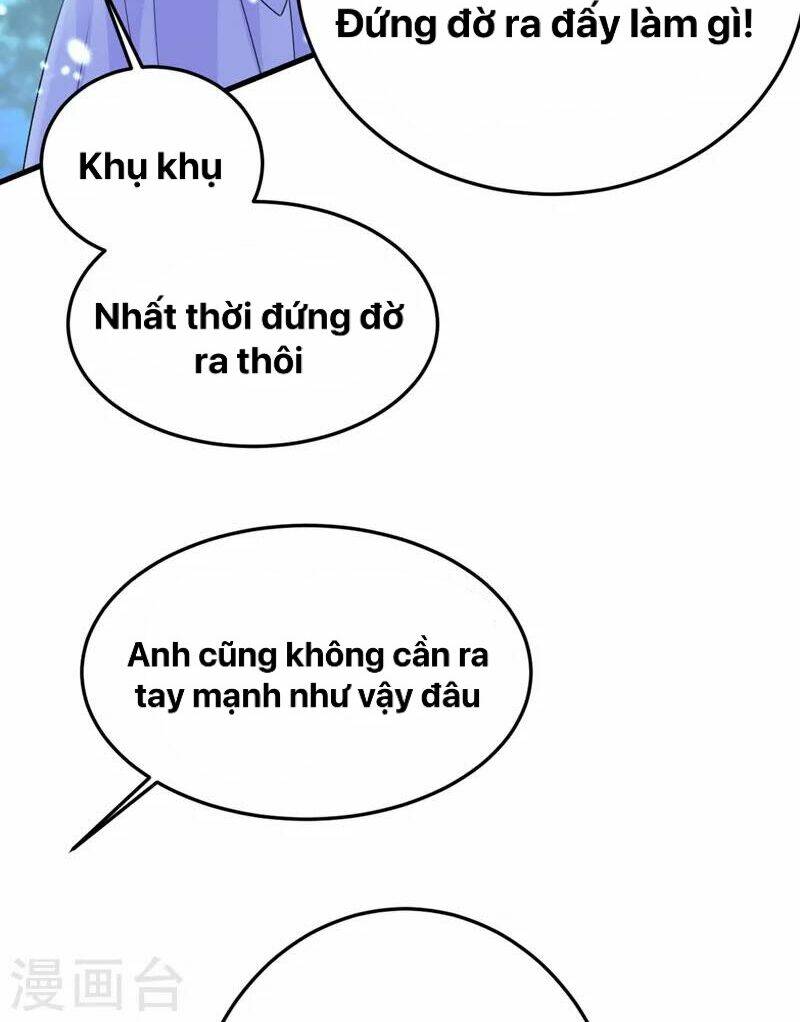 Đứng đờ ra đấy làm gì!
Khụ khụ
Nhất thời đứng đờ
ra thôi
Anh cũng không cần ra
tay mạnh như vậy đâu
漫画台